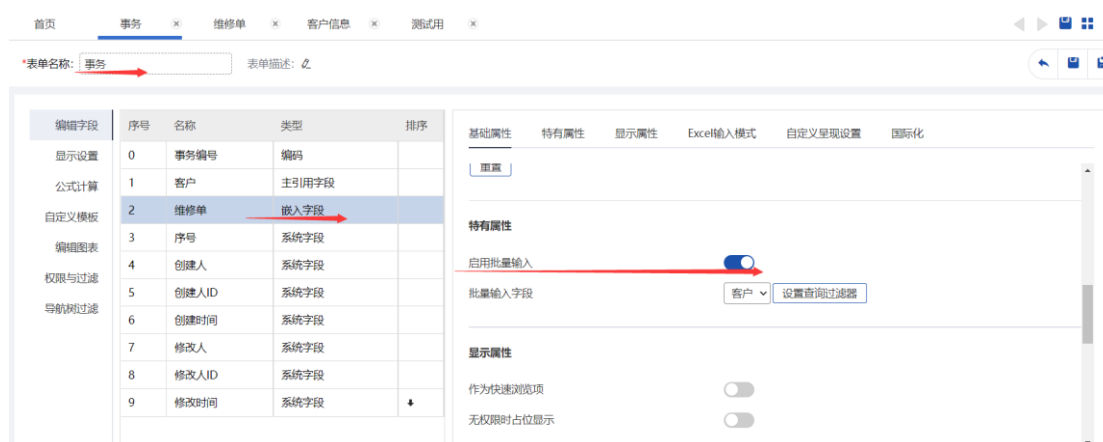 首页 事务 × 维修单 × 客户信息 × 测试用 ×
*表单名称: 事务 表单描述:
编辑字段 序号 名称 类型 排序 基础属性 特有属性 显示属性 Excel输入模式 自定义呈现设置 国际化
显示设置 0 事务编号 编码 重置
公式计算 1 客户 主引用字段
自定义模板 2 维修单 嵌入字段 特有属性
编辑图表 3 序号 系统字段
权限与过滤 4 创建人 系统字段 启用批量输入
导航树过滤 5 创建人ID 系统字段 批量输入字段 客户 设置查询过滤器
6 创建时间 系统字段
7 修改人 系统字段 显示属性
8 修改人ID 系统字段 作为快速浏览项
9 修改时间 系统字段 无权限时占位显示